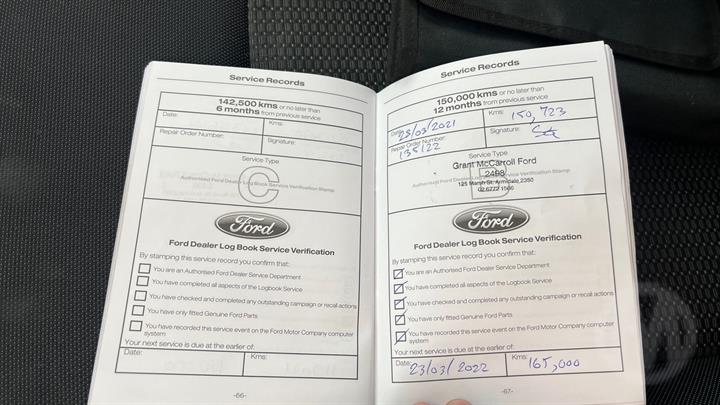 Service Records
142,500 kms or no later than
6 months from previous service
Date:
Kms:
Repair Order Number:
Signature:
Service Type
Authorised Ford Dealer Log Book Service Verification Stamp
C
Ford
Ford Dealer Log Book Service Verification
By stamping this service record you confirm that:
You are an Authorised Ford Dealer Service Department
You have completed all aspects of the Logbook Service
You have checked and completed any outstanding campaign or recall actions
You have only fitted Genuine Ford Parts
You have recorded this service event on the Ford Motor Company computer
system
Your next service is due at the earlier of:
Date:
Kms:
-66-
Service Records
150,000 kms or no later than
12 months from previous service
Date:
Kms: 150,723
Repair Order Number:
135122
Signature:
Service Type
Grant McCarroll Ford
2498
Authorised Ford Dealer Log Book Service Verification Stamp
125 Marsh St, Armidale, 2350
Ford
Ford Dealer Log Book Service Verification
By stamping this service record you confirm that:
You are an Authorised Ford Dealer Service Department
You have completed all aspects of the Logbook Service
You have checked and completed any outstanding campaign or recall actions
You have only fitted Genuine Ford Parts
You have recorded this service event on the Ford Motor Company computer
system
Your next service is due at the earlier of:
Date: 23/03/2022
Kms: 165,000
-67-